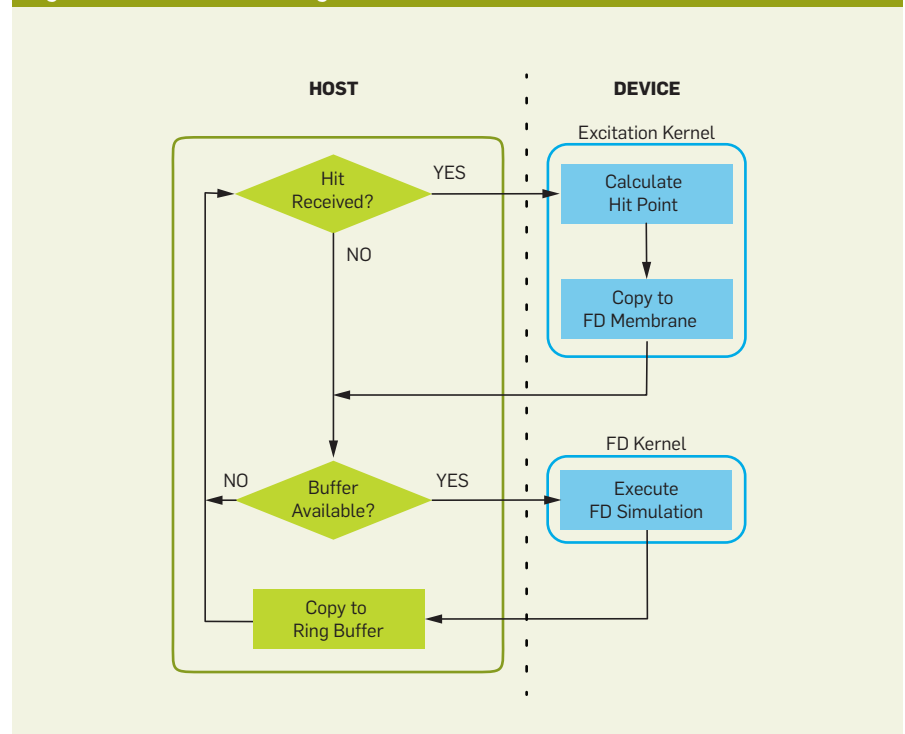 HOST
DEVICE
Excitation Kernel
Hit
Received?
YES
Calculate
Hit Point
NO
Copy to
FD Membrane
FD Kernel
NO
Buffer
Available?
YES
Execute
FD Simulation
Copy to
Ring Buffer